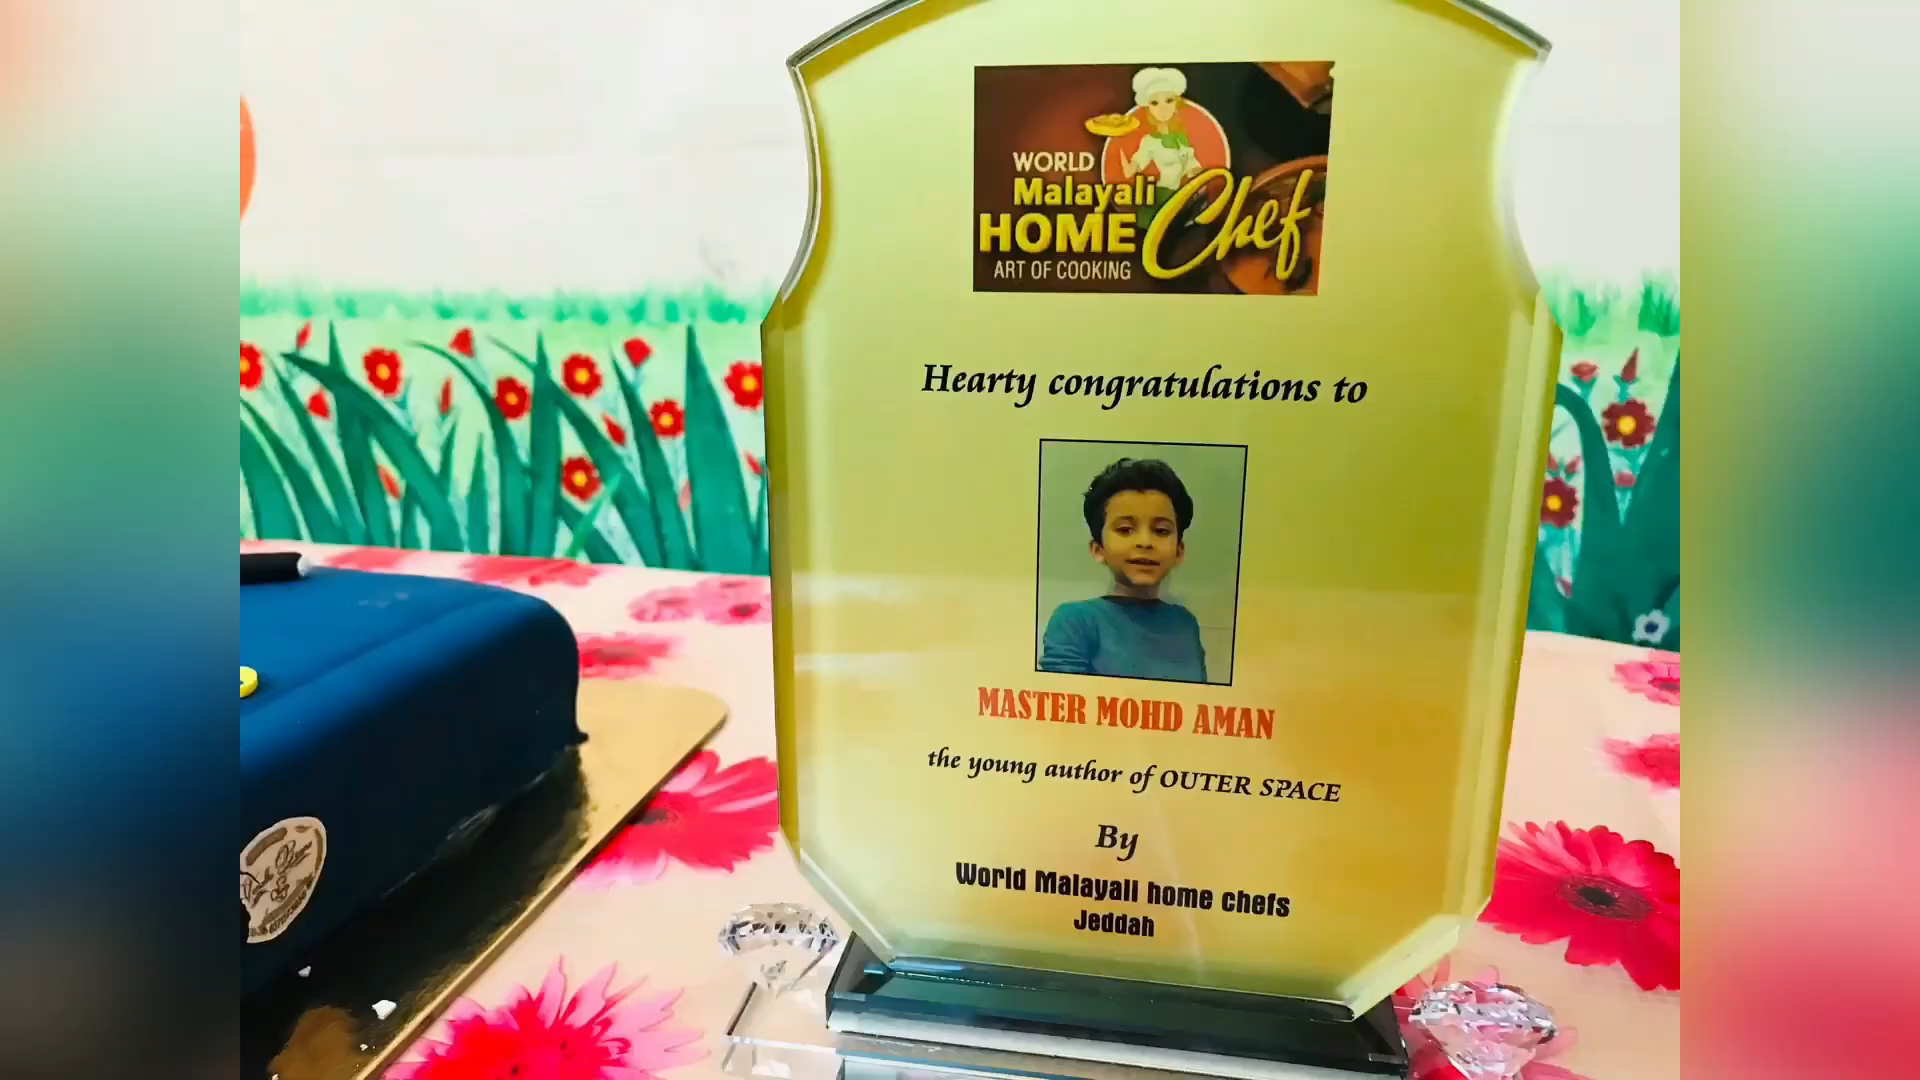 WORLD
Malayali
HOME Chef
ART OF COOKING
Hearty congratulations to
MASTER MOHD AMAN
the young author of OUTER SPACE
By
World Malayali home chefs
Jeddah